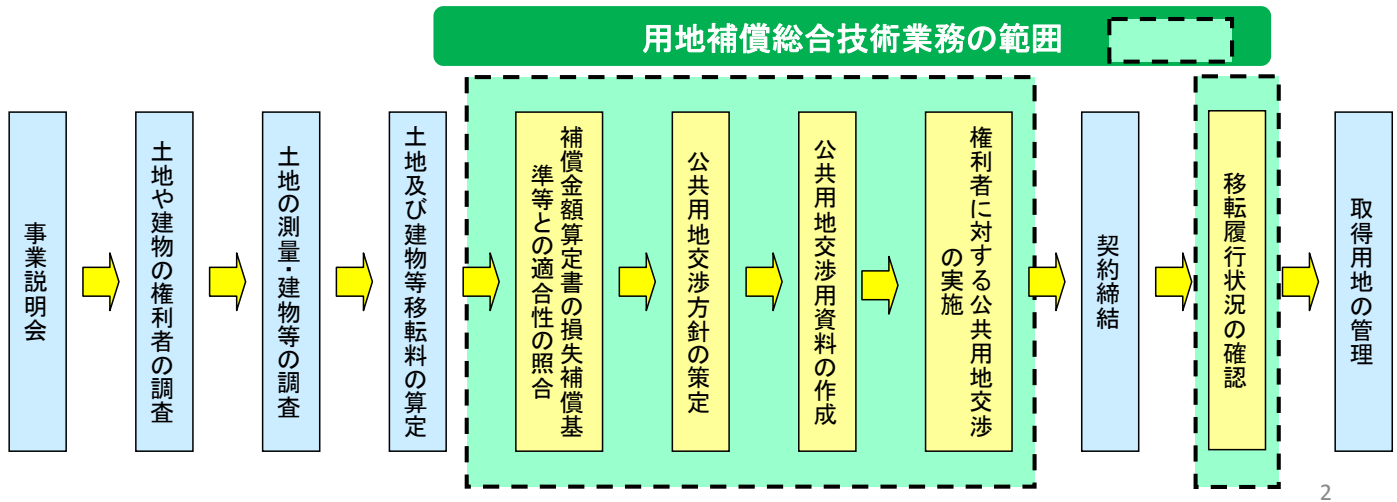 用地補償総合技術業務の範囲
事業説明会
土地や建物の権利者の調査
土地の測量・建物等の調査
土地及び建物等移転料の算定
補償金額算定書の損失補償基
準等との適合性の照合
公共用地交渉方針の策定
公共用地交渉用資料の作成
権利者に対する公共用地交渉
の実施
契約締結
移転履行状況の確認
取得用地の管理
2